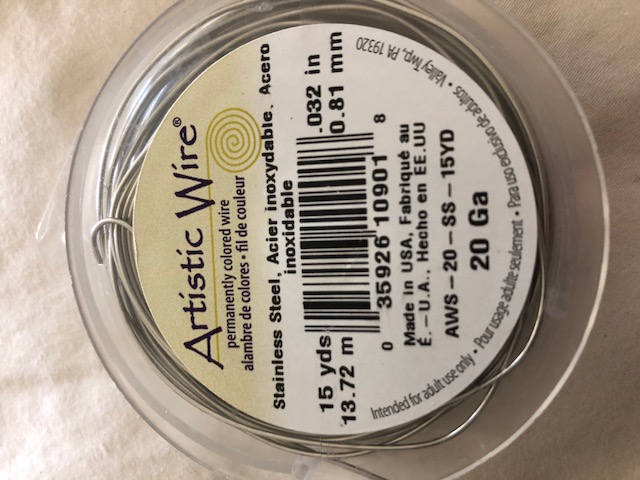 Artistic Wire®
permanently colored wire
alambre de colores • fil de couleur
Stainless Steel, Acier inoxydable, Acero
inoxidable
15 yds .032 in
13.72 m 0.81 mm
0 35926 10901 8
Made in USA, Fabriqué au
É.-U.A., Hecho en EE.UU
AWS-20-SS-15YD
20 Ga
Intended for adult use only • Pour usage adulte seulement • Para uso exclusivo de adultos • Valley Twp, PA 19320